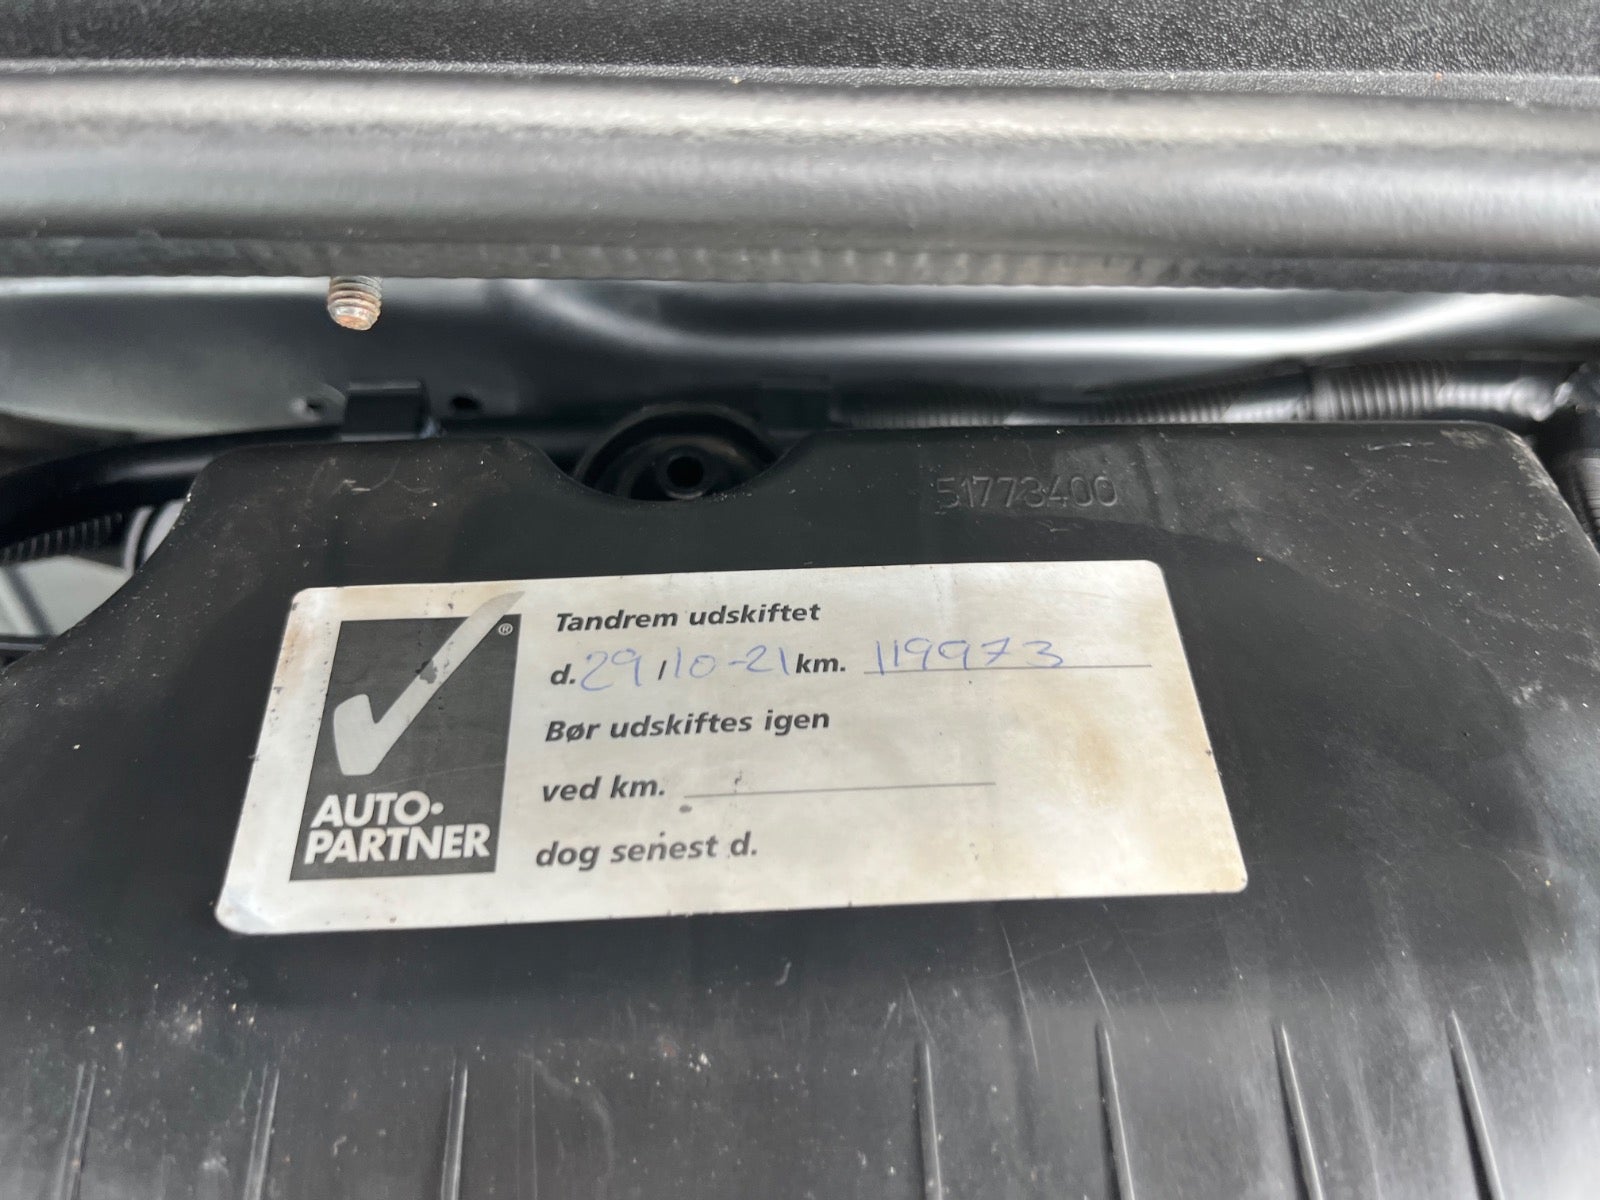 51773400
Tandrem udskiftet
d. 29/10-21 km. 119973
Bør udskiftes igen
ved km.
dog senest d.
®
AUTO·
PARTNER